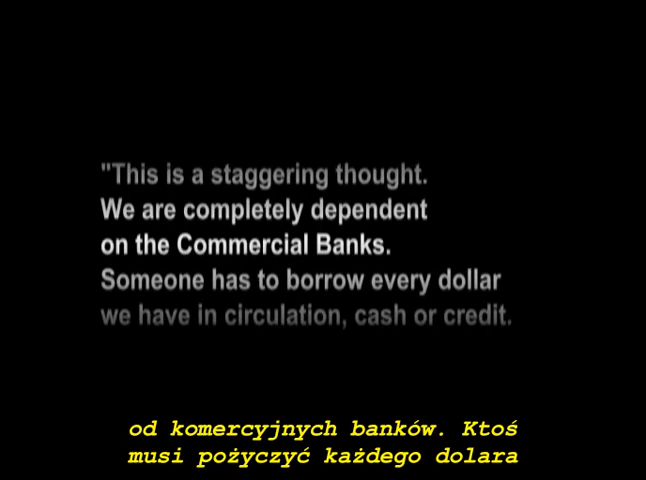 "This is a staggering thought.
We are completely dependent
on the Commercial Banks.
Someone has to borrow every dollar
we have in circulation, cash or credit.
od komercyjnych banków. Ktoś
musi pożyczyć każdego dolara